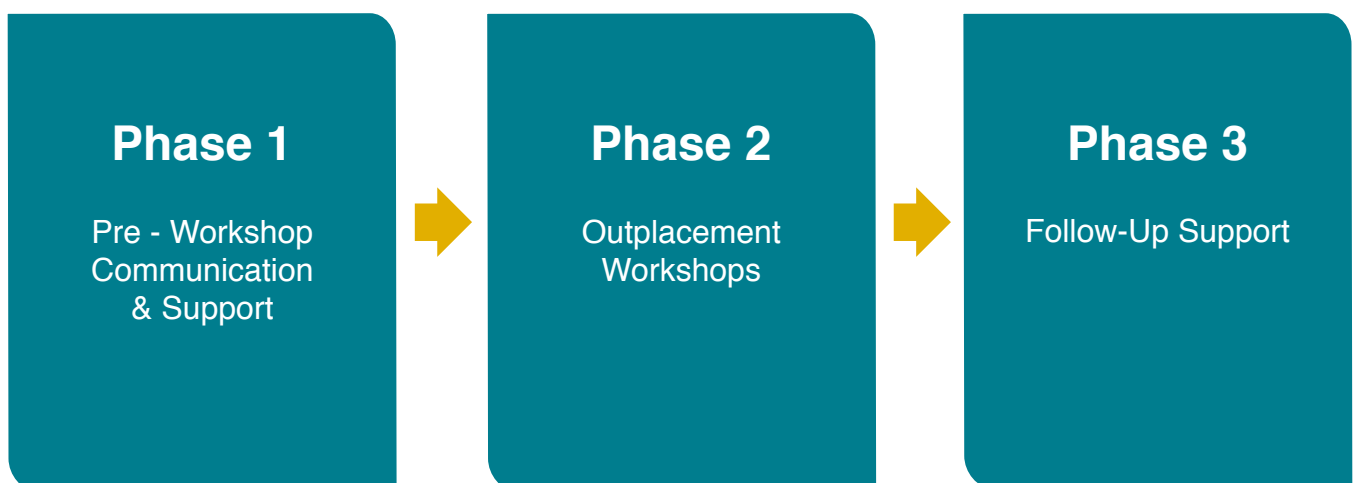 Phase 1
Pre - Workshop
Communication
& Support
Phase 2
Outplacement
Workshops
Phase 3
Follow-Up Support